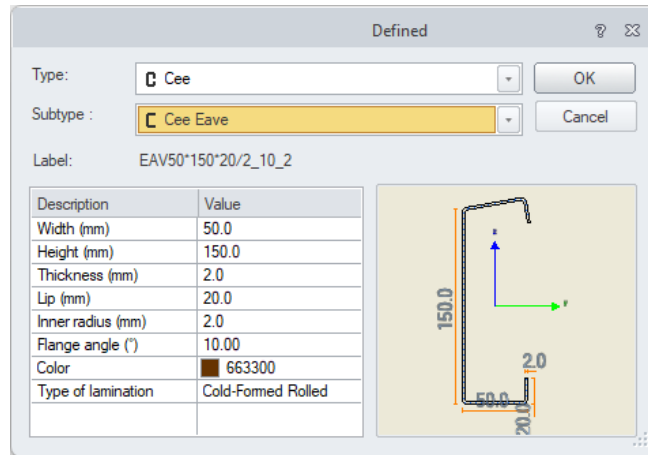 Defined
Type:
C Cee
OK
Subtype :
C Cee Eave
Cancel
Label:
EAV50*150*20/2_10_2
Description Value
Width (mm) 50.0
Height (mm) 150.0
Thickness (mm) 2.0
Lip (mm) 20.0
Inner radius (mm) 2.0
Flange angle (°) 10.00
Color 663300
Type of lamination Cold-Formed Rolled
150.0
2.0
50.0
20.0